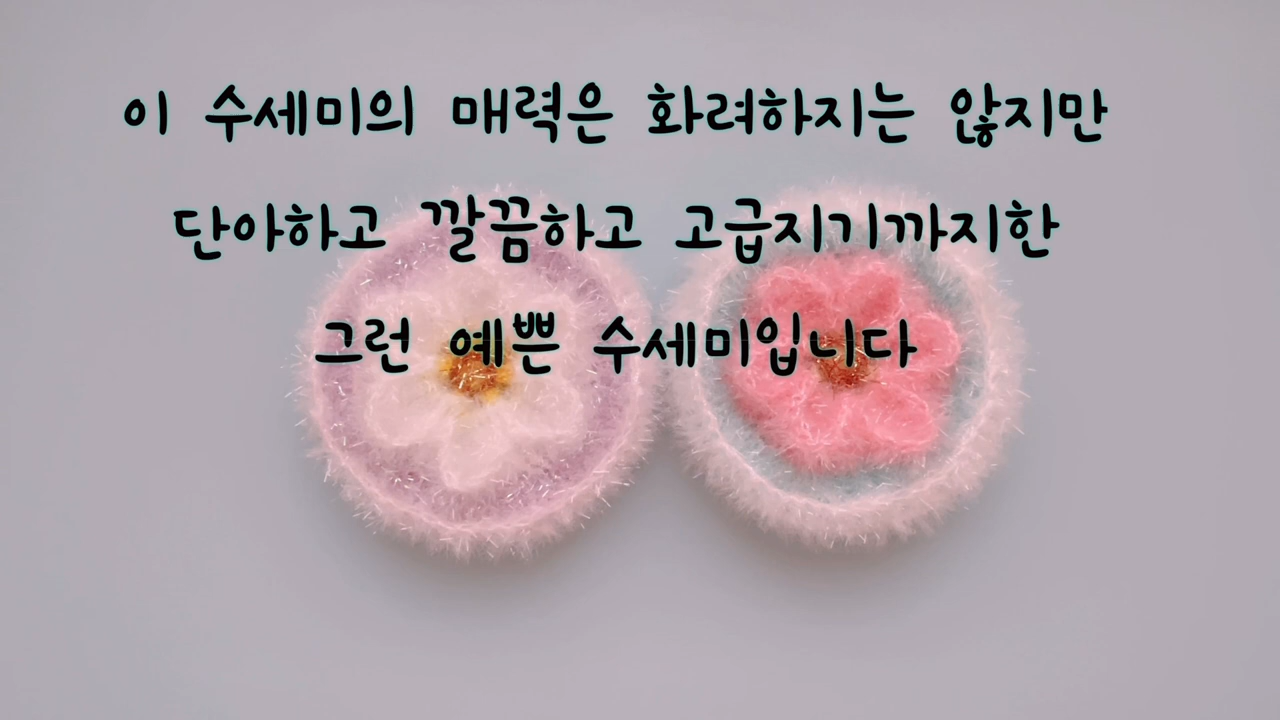 이 수세미의 매력은 화려하지는 않지만
단아하고 깔끔하고 고급지기까지한
그런 예쁜 수세미입니다